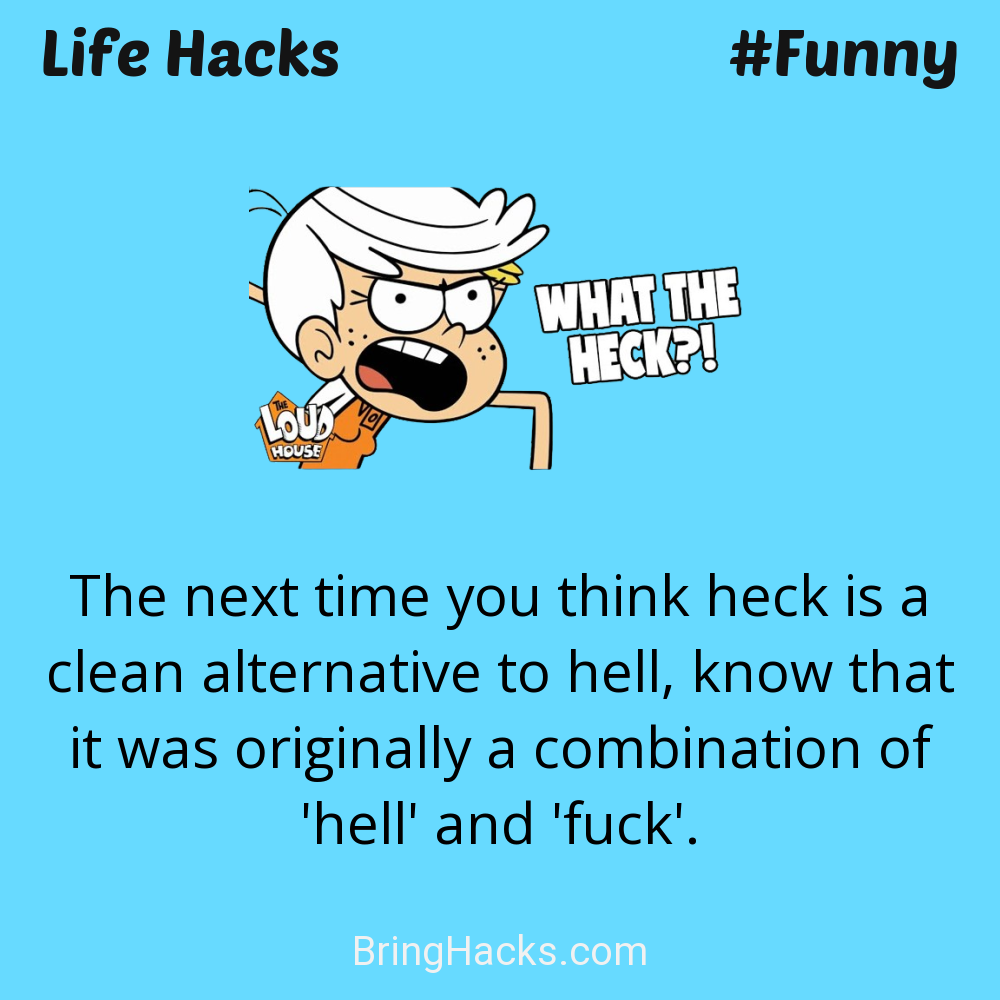 Life Hacks
#Funny
WHAT THE
HECK?!
THE
LOUD
HOUSE
The next time you think heck is a
clean alternative to hell, know that
it was originally a combination of
'hell' and 'fuck'.
BringHacks.com